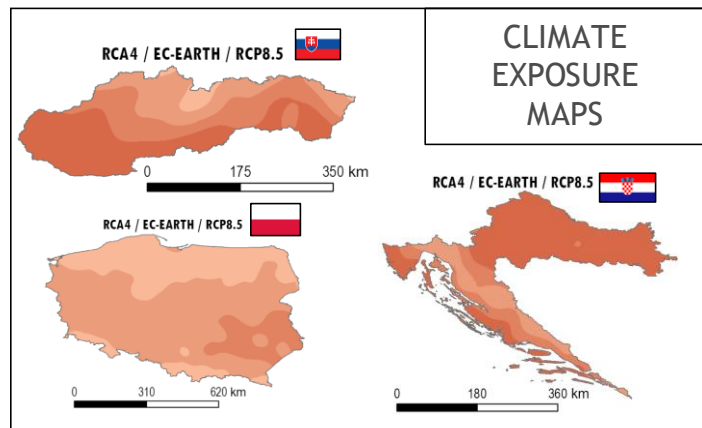 CLIMATE
EXPOSURE
MAPS
RCA4 / EC-EARTH / RCP8.5
0 175 350 km
RCA4 / EC-EARTH / RCP8.5
0 310 620 km
RCA4 / EC-EARTH / RCP8.5
0 180 360 km